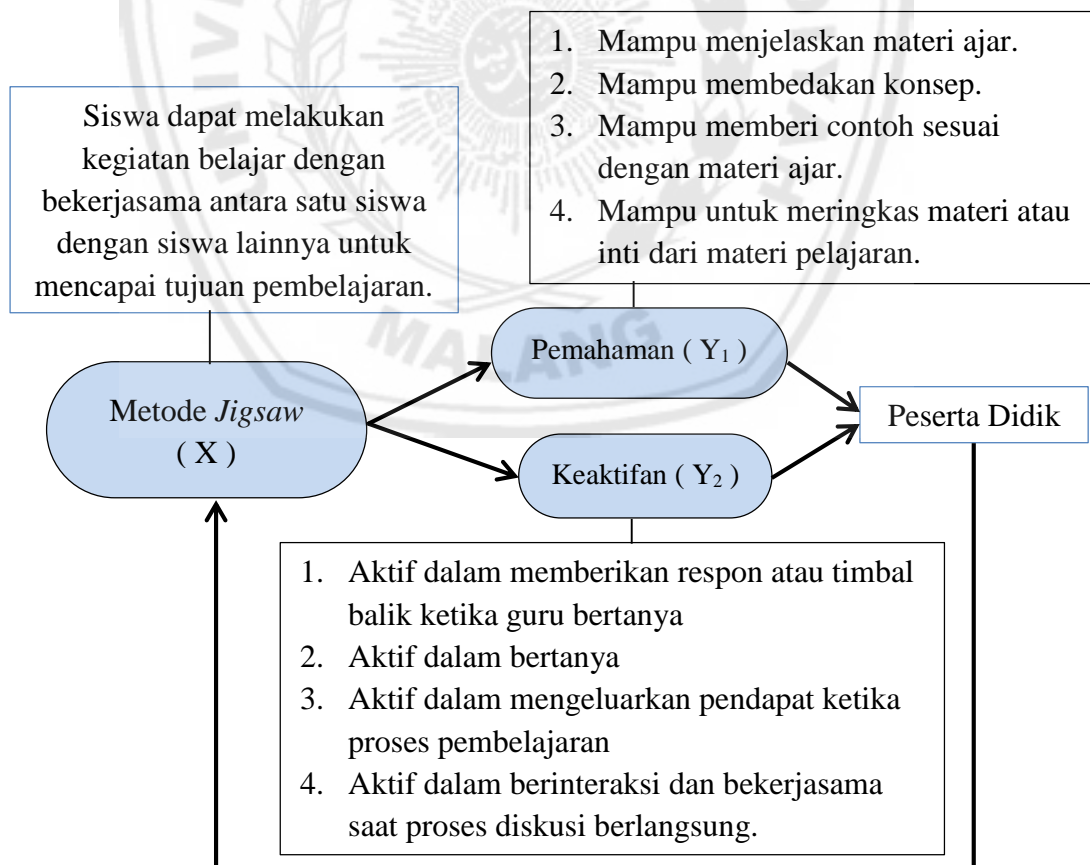 1. Mampu menjelaskan materi ajar.
2. Mampu membedakan konsep.
3. Mampu memberi contoh sesuai
dengan materi ajar.
4. Mampu untuk meringkas materi atau
inti dari materi pelajaran.
Siswa dapat melakukan
kegiatan belajar dengan
bekerjasama antara satu siswa
dengan siswa lainnya untuk
mencapai tujuan pembelajaran.
MALANG
Pemahaman ( Y₁ )
Metode Jigsaw
( X )
Peserta Didik
Keaktifan ( Y₂ )
1. Aktif dalam memberikan respon atau timbal
balik ketika guru bertanya
2. Aktif dalam bertanya
3. Aktif dalam mengeluarkan pendapat ketika
proses pembelajaran
4. Aktif dalam berinteraksi dan bekerjasama
saat proses diskusi berlangsung.